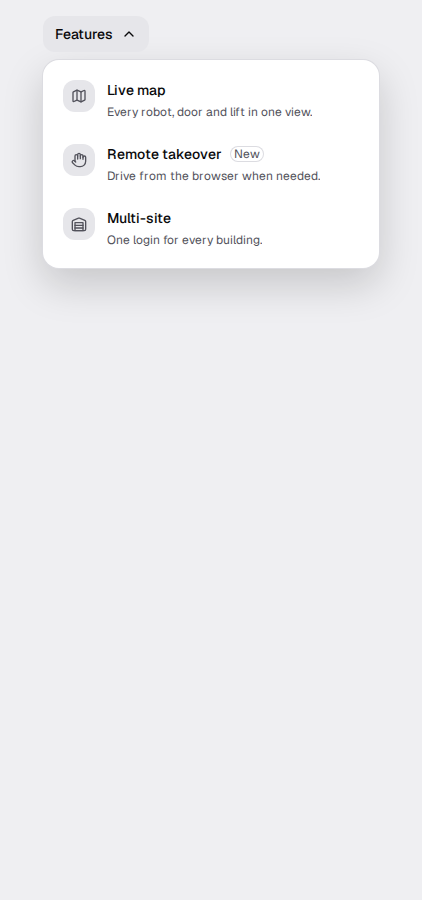 Features
Live map
Every robot, door and lift in one view.
Remote takeover New
Drive from the browser when needed.
Multi-site
One login for every building.